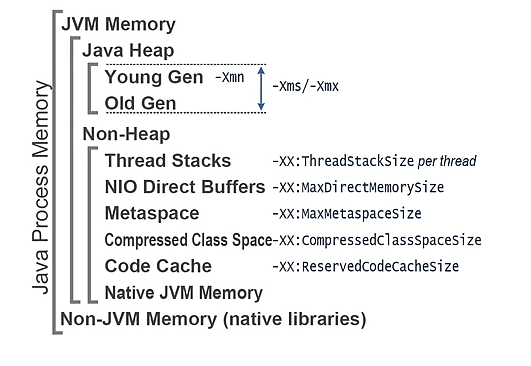 Java Process Memory
JVM Memory
Java Heap
Young Gen -Xmn
-Xms/-Xmx
Old Gen
Non-Heap
Thread Stacks -XX:ThreadStackSize per thread
NIO Direct Buffers -XX:MaxDirectMemorySize
Metaspace -XX:MaxMetaspaceSize
Compressed Class Space -XX:CompressedClassSpaceSize
Code Cache -XX:ReservedCodeCacheSize
Native JVM Memory
Non-JVM Memory (native libraries)